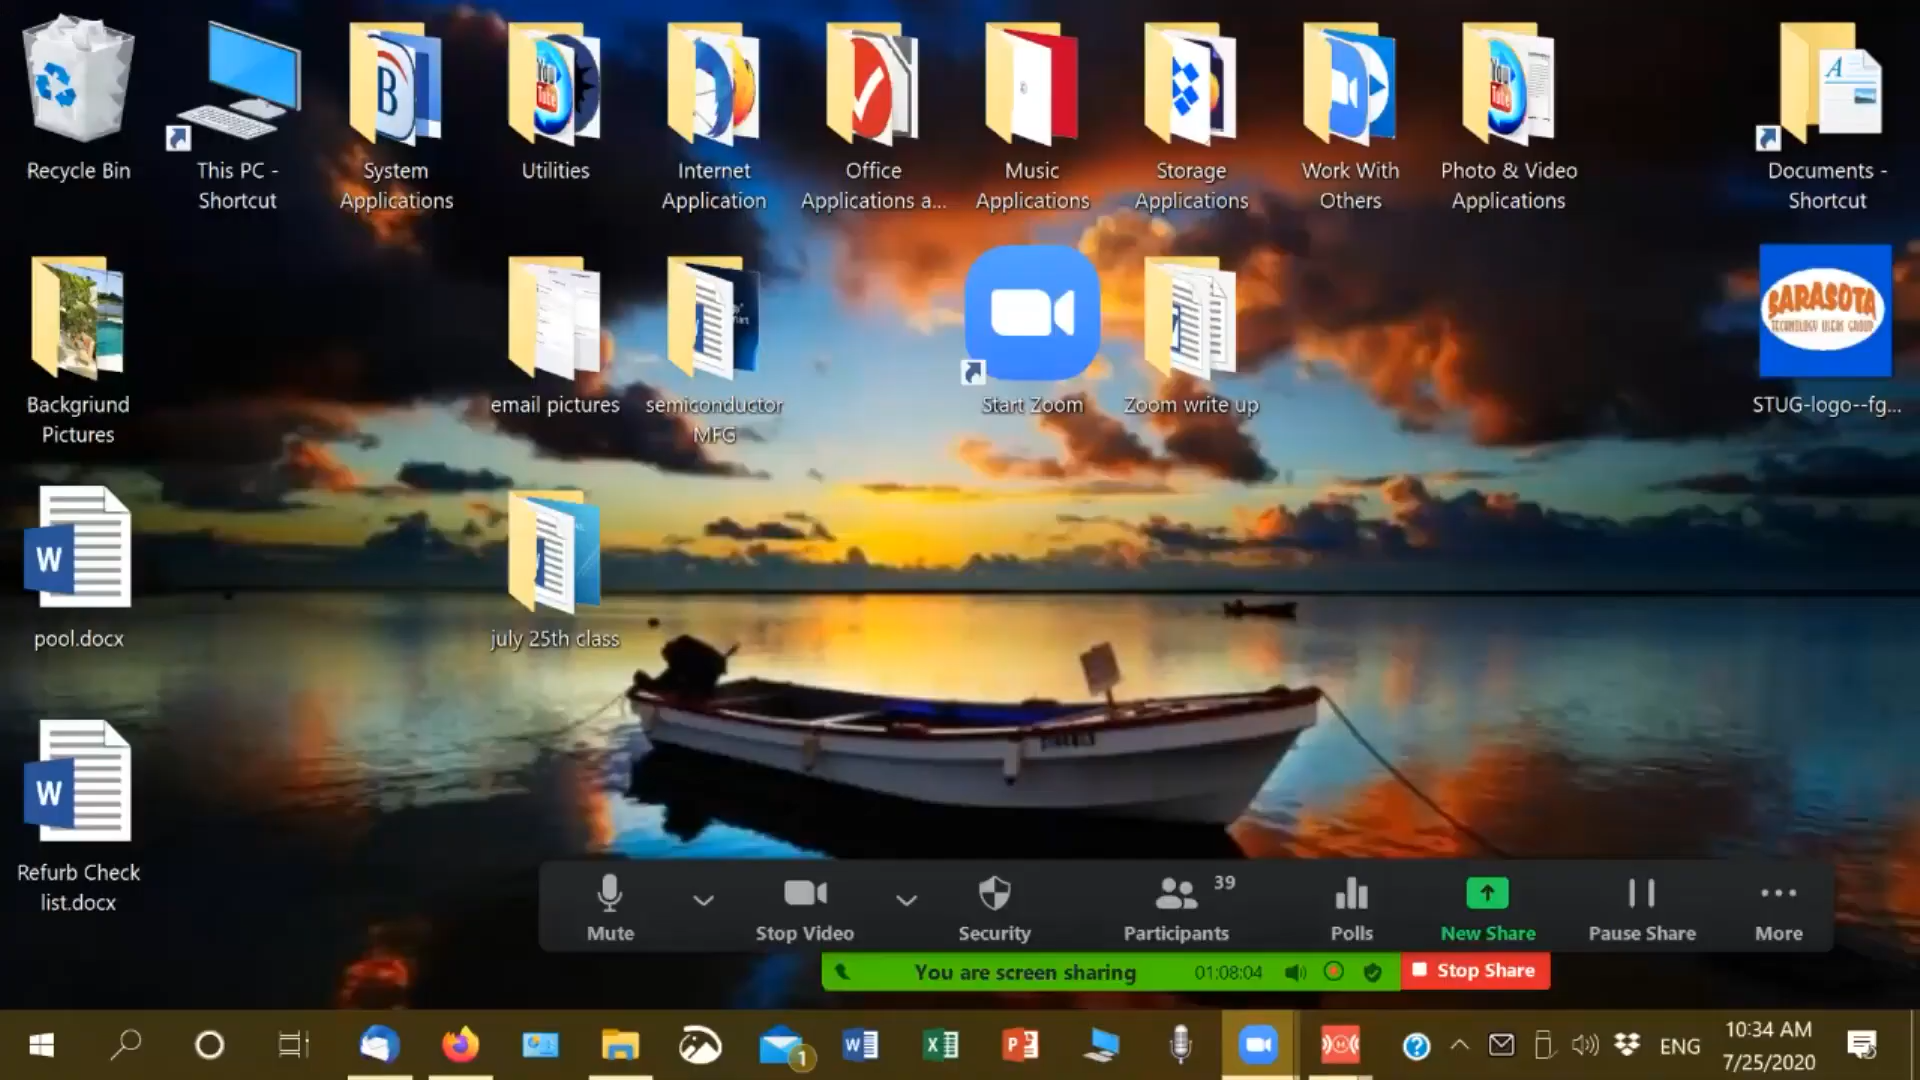 Recycle Bin
This PC -
Shortcut
System
Applications
Utilities
Internet
Application
Office
Applications a...
Music
Applications
Storage
Applications
Work With
Others
Photo & Video
Applications
Documents -
Shortcut
Backgriund
Pictures
email pictures
semiconductor
MFG
Start Zoom
Zoom write up
SARASOTA
TECHNOLOGY USERS GROUP
STUG-logo--fg...
W
pool.docx
july 25th class
W
Refurb Check
list.docx
Mute
Stop Video
Security
Participants
39
Polls
New Share
Pause Share
More
You are screen sharing
01:08:04
Stop Share
1
ENG
10:34 AM
7/25/2020